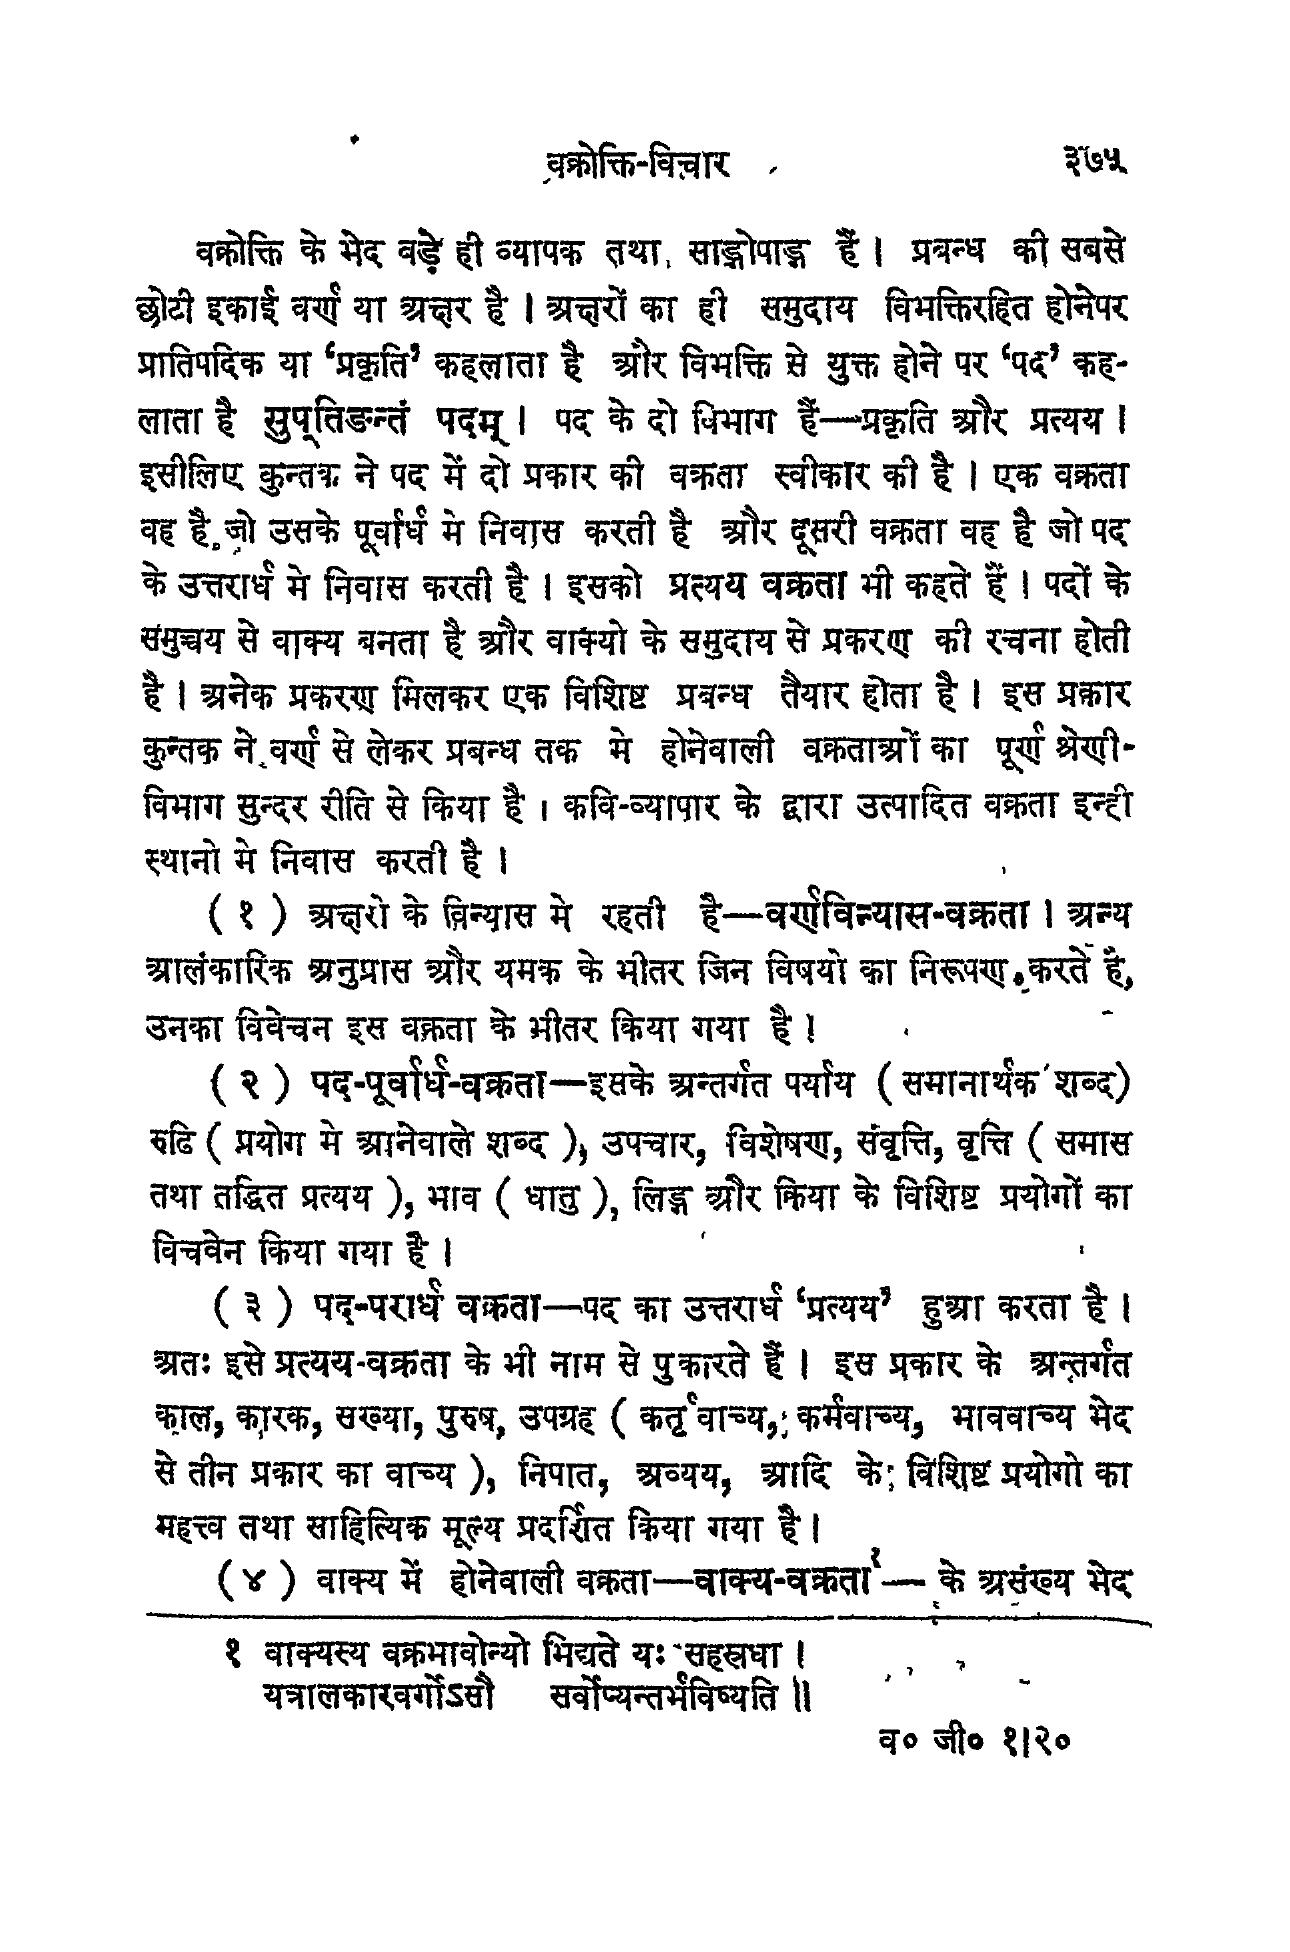 वक्रोक्ति-विचार ३७५
वक्रोक्ति के भेद वड़े ही व्यापक तथा साङ्गोपाङ्ग हैं । प्रबन्ध की सबसे
छोटी इकाई वर्ण या अक्षर है । अक्षरों का ही समुदाय विभक्तिरहित होनेपर
प्रातिपदिक या ‘प्रकृति’ कहलाता है और विभक्ति से युक्त होने पर ‘पद’ कह-
लाता है सुप्तिङन्तं पदम् । पद के दो विभाग हैं—प्रकृति और प्रत्यय ।
इसीलिए कुन्तक ने पद में दो प्रकार की वक्रता स्वीकार की है । एक वक्रता
वह है जो उसके पूर्वार्ध मे निवास करती है और दूसरी वक्रता वह है जो पद
के उत्तरार्ध मे निवास करती है । इसको प्रत्यय वक्रता भी कहते हैं । पदों के
समुच्चय से वाक्य बनता है और वाक्यो के समुदाय से प्रकरण की रचना होती
है । अनेक प्रकरण मिलकर एक विशिष्ट प्रबन्ध तैयार होता है । इस प्रकार
कुन्तक ने वर्ण से लेकर प्रबन्ध तक मे होनेवाली वक्रताओं का पूर्ण श्रेणी-
विभाग सुन्दर रीति से किया है । कवि-व्यापार के द्वारा उत्पादित वक्रता इन्ही
स्थानो मे निवास करती है ।
( १ ) अक्षरो के विन्यास मे रहती है—वर्णविन्यास-वक्रता । अन्य
आलंकारिक अनुप्रास और यमक के भीतर जिन विषयो का निरूपण करते हैं,
उनका विवेचन इस वक्रता के भीतर किया गया है ।
( २ ) पद-पूर्वार्ध-वक्रता—इसके अन्तर्गत पर्याय ( समानार्थक शब्द )
रुढि ( प्रयोग मे आनेवाले शब्द ), उपचार, विशेषण, संवृत्ति, वृत्ति ( समास
तथा तद्धित प्रत्यय ), भाव ( धातु ), लिङ्ग और क्रिया के विशिष्ट प्रयोगों का
विचवेन किया गया है ।
( ३ ) पद-परार्ध वक्रता—पद का उत्तरार्ध ‘प्रत्यय’ हुआ करता है ।
अतः इसे प्रत्यय-वक्रता के भी नाम से पुकारते हैं । इस प्रकार के अन्तर्गत
काल, कारक, सख्या, पुरुष, उपग्रह ( कर्तृवाच्य, कर्मवाच्य, भाववाच्य भेद
से तीन प्रकार का वाच्य ), निपात, अव्यय, आदि के विशिष्ट प्रयोगो का
महत्त्व तथा साहित्यिक मूल्य प्रदर्शित किया गया है ।
( ४ ) वाक्य में होनेवाली वक्रता—वाक्य-वक्रता१— के असंख्य भेद
१ वाक्यस्य वक्रभावोन्यो भिद्यते यः सहस्रधा ।
यत्रालकारवर्गोऽसौ सर्वोप्यन्तर्भविष्यति ॥
व० जी० १।२०